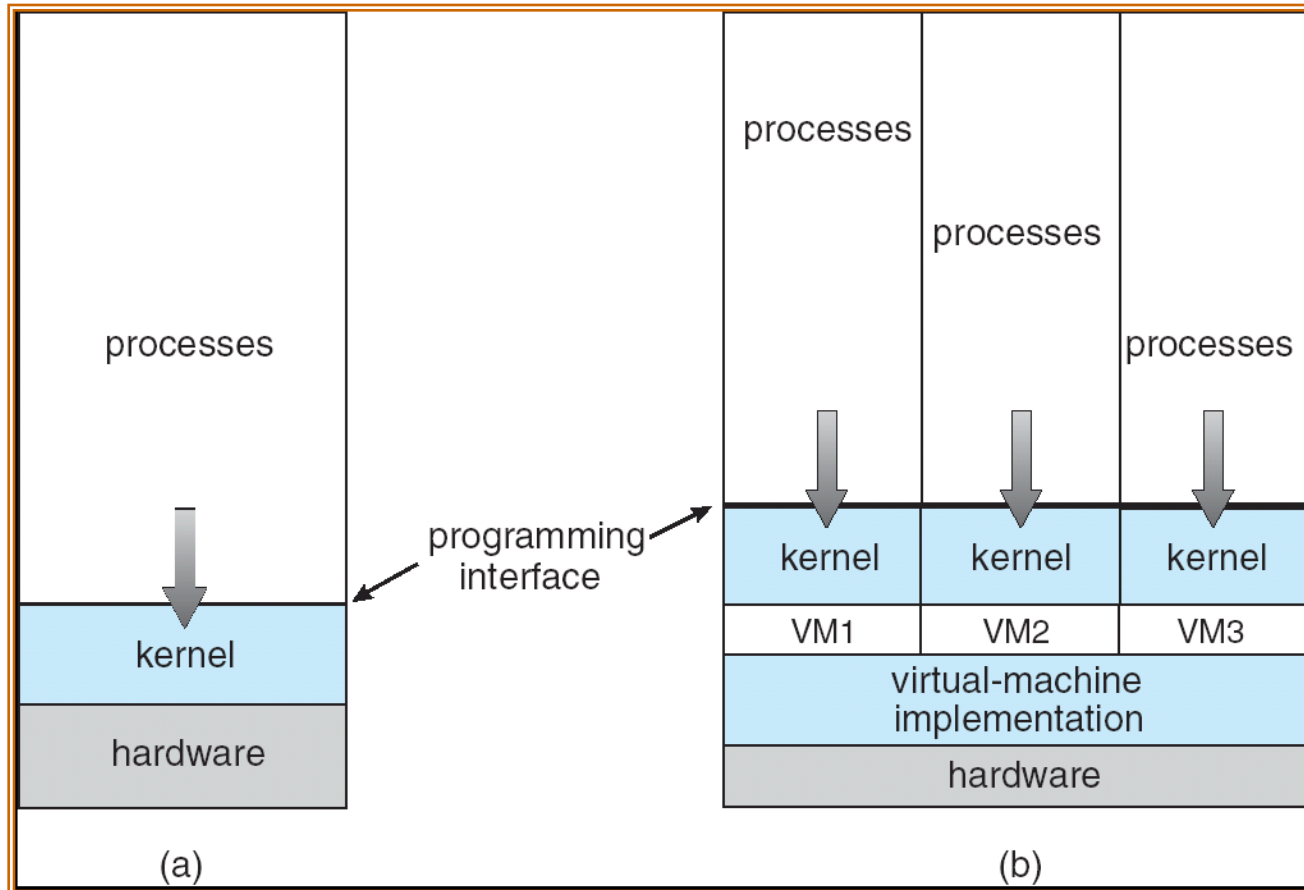 processes
kernel
hardware
(a)
programming
interface
processes
processes
processes
kernel
kernel
kernel
VM1
VM2
VM3
virtual-machine
implementation
hardware
(b)